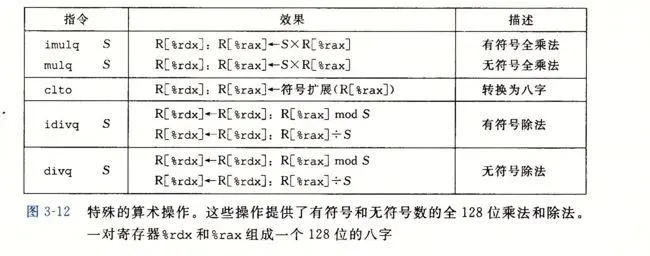 指令 效果 描述
imulq S R[%rdx]: R[%rax]←S×R[%rax] 有符号全乘法
mulq S R[%rdx]: R[%rax]←S×R[%rax] 无符号全乘法
clto R[%rdx]: R[%rax]←符号扩展(R[%rax]) 转换为八字
idivq S R[%rdx]←R[%rdx]: R[%rax] mod S 有符号除法
R[%rdx]←R[%rdx]: R[%rax]÷S
divq S R[%rdx]←R[%rdx]: R[%rax] mod S 无符号除法
R[%rdx]←R[%rdx]: R[%rax]÷S
图 3-12 特殊的算术操作。这些操作提供了有符号和无符号数的全 128 位乘法和除法。
一对寄存器%rdx 和%rax 组成一个 128 位的八字